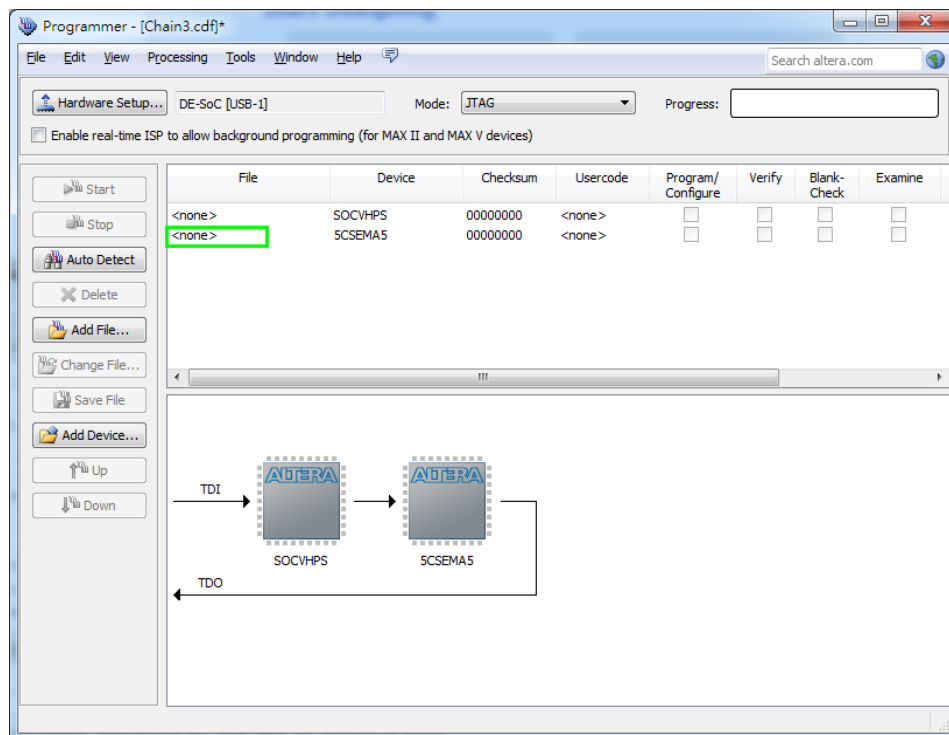 Programmer - [Chain3.cdf]*
File Edit View Processing Tools Window Help
Search altera.com
Hardware Setup... DE-SoC [USB-1] Mode: JTAG Progress:
Enable real-time ISP to allow background programming (for MAX II and MAX V devices)
Start
Stop
Auto Detect
Delete
Add File...
Change File...
Save File
Add Device...
Up
Down
File Device Checksum Usercode Program/ Verify Blank- Examine
Configure Check
<none> SOCVHPS 00000000 <none>
<none> 5CSEMA5 00000000 <none>
ALTERA ALTERA
TDI
SOCVHPS 5CSEMA5
TDO